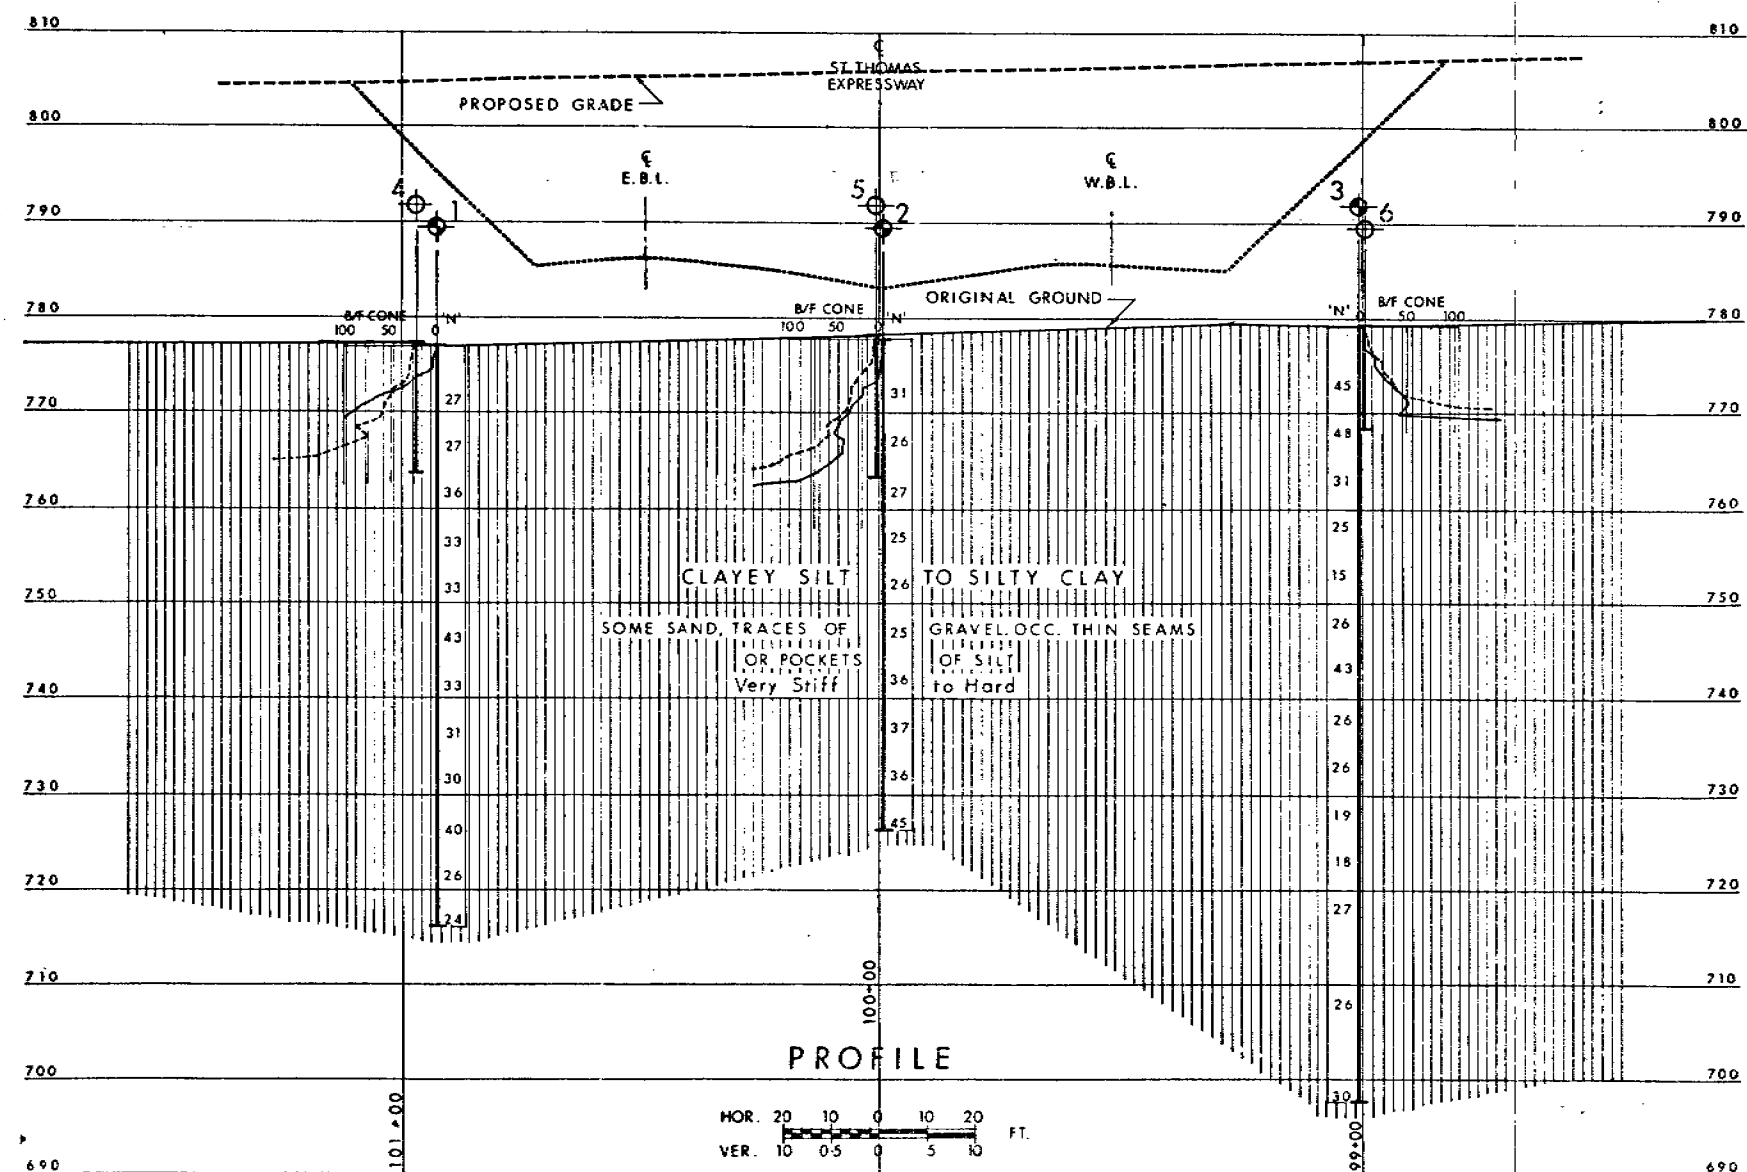 810 810
℄
ST. THOMAS
EXPRESSWAY
PROPOSED GRADE
800 800
℄ ℄
E.B.L. W.B.L.
4 5 3
1 2 6
790 790
ORIGINAL GROUND
780 780
B/F CONE 'N' B/F CONE 'N' 'N' B/F CONE
100 50 0 100 50 0 0 50 100
27 31 45
770 770
27 26 48
36 27 31
760 760
33 25 25
CLAYEY SILT TO SILTY CLAY
33 26 15
750 750
SOME SAND, TRACES OF GRAVEL. OCC. THIN SEAMS
43 25 26
OR POCKETS OF SILT
Very Stiff to Hard
33 36 43
740 740
31 37 26
30 36 26
730 730
40 45 19
26 18
720 720
24 27
710 710
26
PROFILE
700 700
30
HOR. 20 10 0 10 20
FT.
VER. 10 0·5 0 5 10
101+00 100+00 99+00
690 690